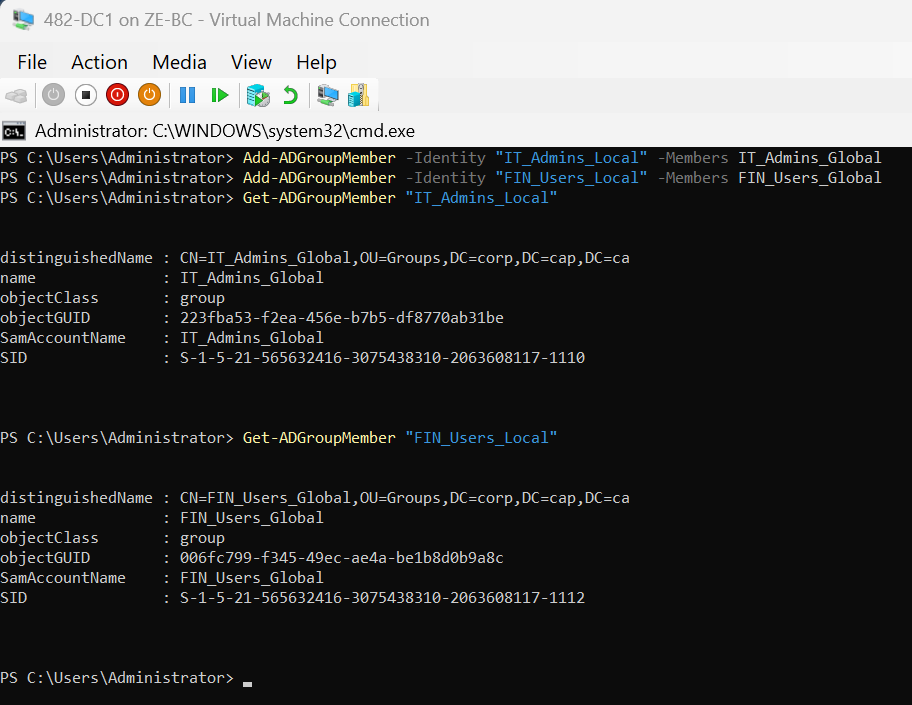 482-DC1 on ZE-BC - Virtual Machine Connection
File Action Media View Help
Administrator: C:\WINDOWS\system32\cmd.exe
PS C:\Users\Administrator> Add-ADGroupMember -Identity "IT_Admins_Local" -Members IT_Admins_Global
PS C:\Users\Administrator> Add-ADGroupMember -Identity "FIN_Users_Local" -Members FIN_Users_Global
PS C:\Users\Administrator> Get-ADGroupMember "IT_Admins_Local"
distinguishedName : CN=IT_Admins_Global,OU=Groups,DC=corp,DC=cap,DC=ca
name : IT_Admins_Global
objectClass : group
objectGUID : 223fba53-f2ea-456e-b7b5-df8770ab31be
SamAccountName : IT_Admins_Global
SID : S-1-5-21-565632416-3075438310-2063608117-1110
PS C:\Users\Administrator> Get-ADGroupMember "FIN_Users_Local"
distinguishedName : CN=FIN_Users_Global,OU=Groups,DC=corp,DC=cap,DC=ca
name : FIN_Users_Global
objectClass : group
objectGUID : 006fc799-f345-49ec-ae4a-be1b8d0b9a8c
SamAccountName : FIN_Users_Global
SID : S-1-5-21-565632416-3075438310-2063608117-1112
PS C:\Users\Administrator>